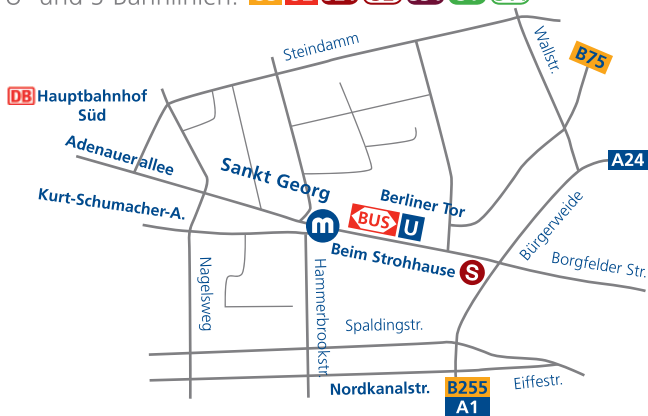 U- und S-Bahnlinien:
Steindamm
Wallstr.
B75
DB Hauptbahnhof
Süd
Adenauerallee
A24
Sankt Georg
Kurt-Schumacher-A.
Berliner Tor
m
BUS U
Bürgerweide
Beim Strohhause
S
Borgfelder Str.
Nagelsweg
Hammerbrookstr.
Spaldingstr.
Nordkanalstr.
B255
A1
Eiffestr.